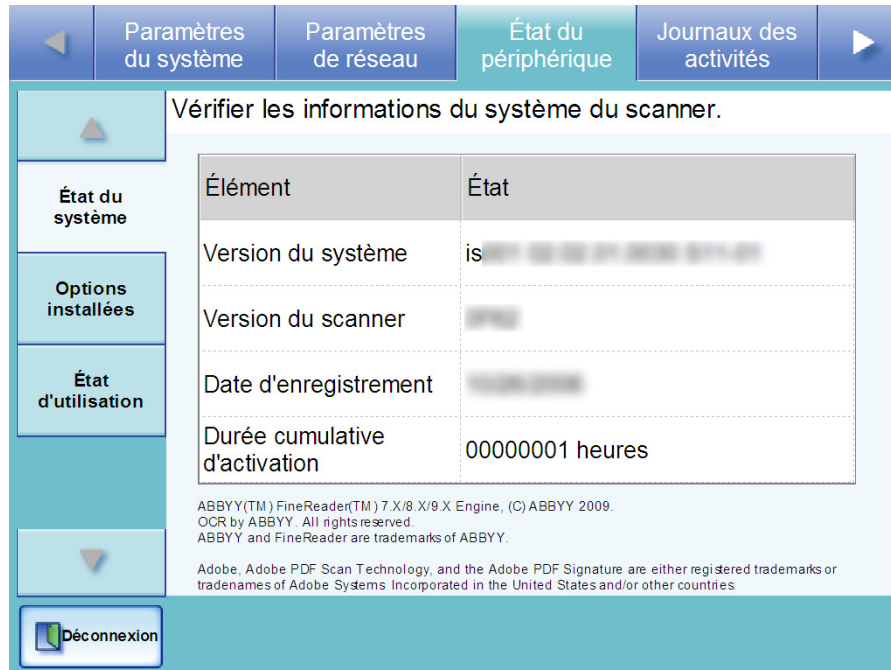 Paramètres
du système
Paramètres
de réseau
État du
périphérique
Journaux des
activités
Vérifier les informations du système du scanner.
État du
système
Options
installées
État
d'utilisation
Élément
État
Version du système
is
Version du scanner
Date d'enregistrement
Durée cumulative
d'activation
00000001 heures
ABBYY(TM) FineReader(TM) 7.X/8.X/9.X Engine, (C) ABBYY 2009.
OCR by ABBYY. All rights reserved.
ABBYY and FineReader are trademarks of ABBYY.
Adobe, Adobe PDF Scan Technology, and the Adobe PDF Signature are either registered trademarks or
tradenames of Adobe Systems Incorporated in the United States and/or other countries.
Déconnexion